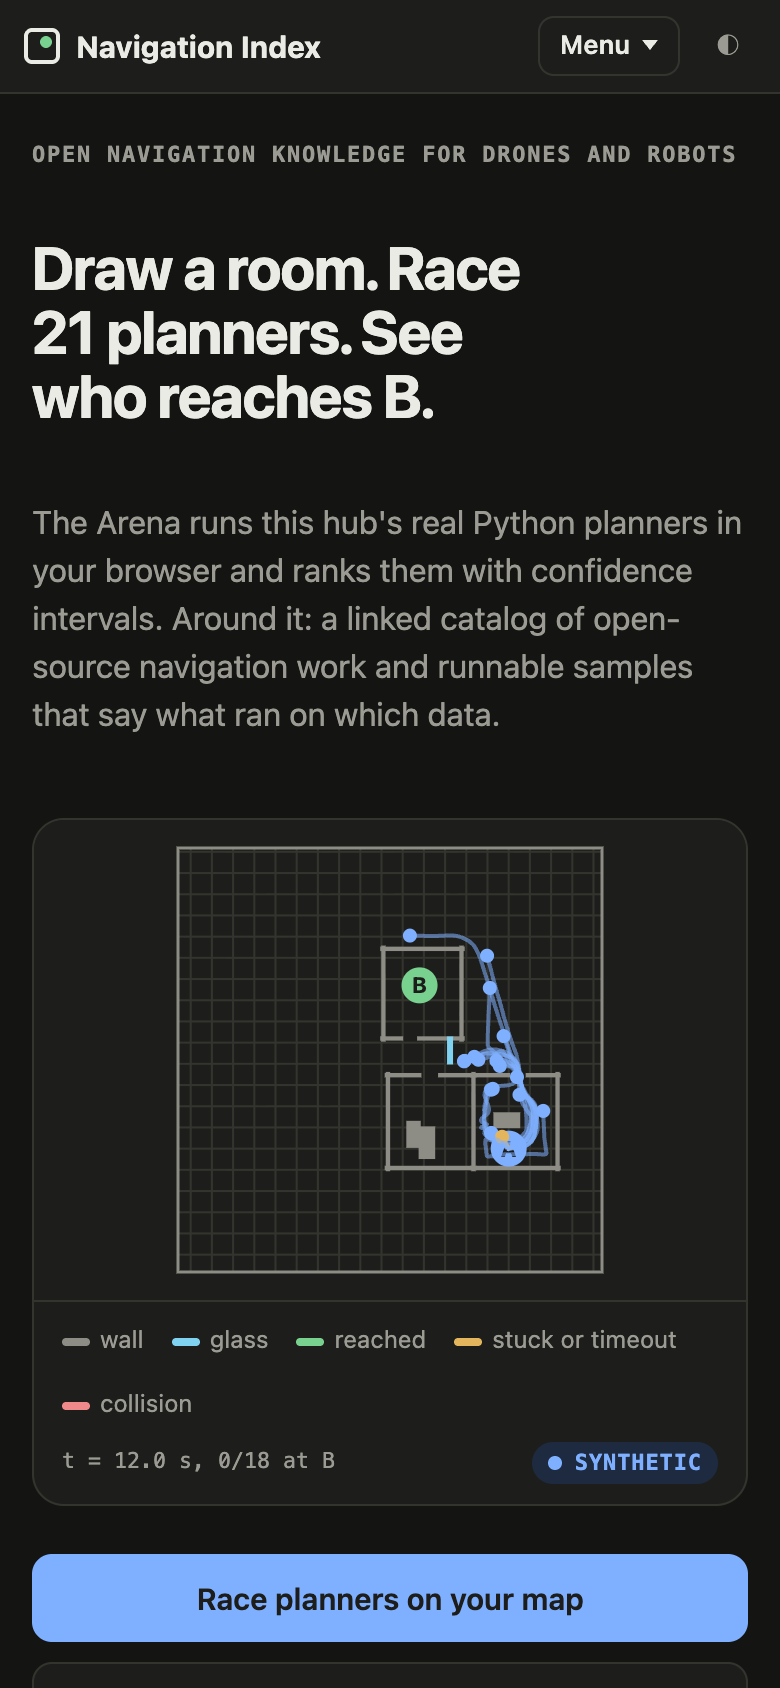 Navigation Index
Menu
OPEN NAVIGATION KNOWLEDGE FOR DRONES AND ROBOTS
Draw a room. Race
21 planners. See
who reaches B.
The Arena runs this hub's real Python planners in
your browser and ranks them with confidence
intervals. Around it: a linked catalog of open-
source navigation work and runnable samples
that say what ran on which data.
B
A
wall glass reached stuck or timeout
collision
t = 12.0 s, 0/18 at B
SYNTHETIC
Race planners on your map